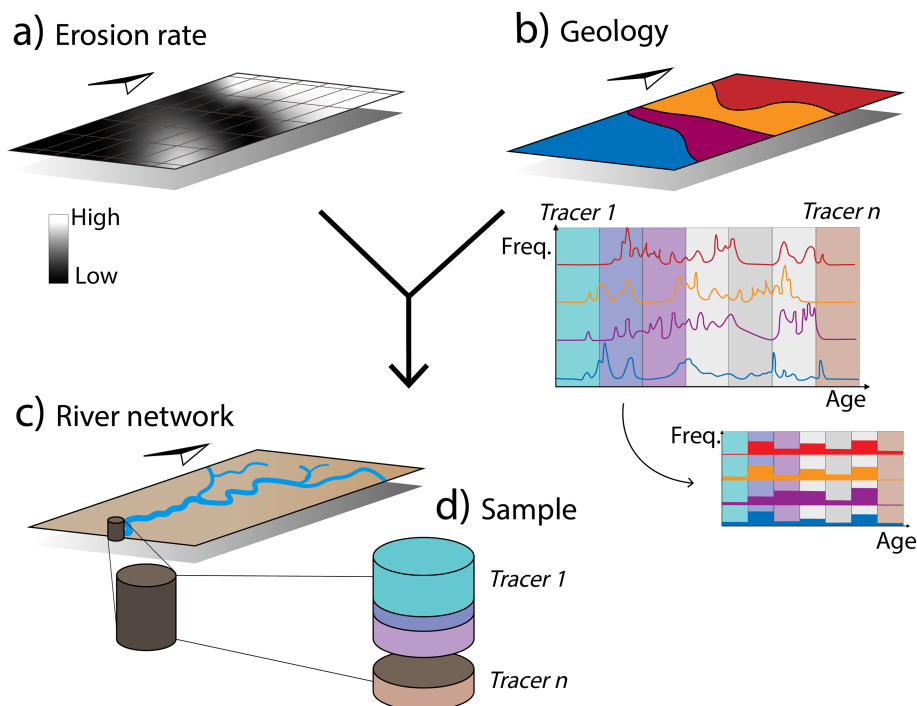 a) Erosion rate
b) Geology
High
Low
Tracer 1
Tracer n
Freq.
Age
c) River network
Freq.
Age
d) Sample
Tracer 1
Tracer n